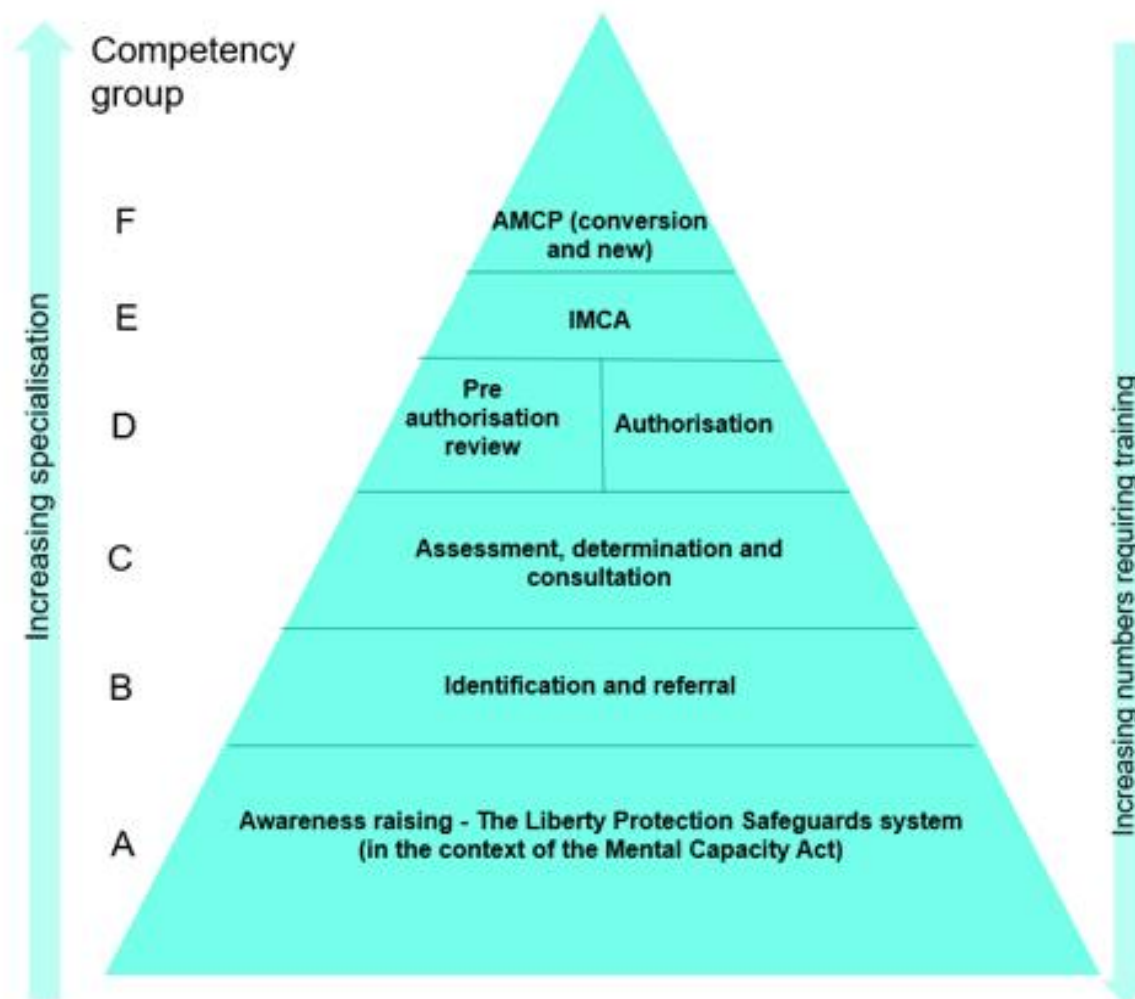 Competency
group
F
AMCP (conversion
and new)
E
IMCA
D
Pre
authorisation
review
Authorisation
C
Assessment, determination and
consultation
B
Identification and referral
A
Awareness raising - The Liberty Protection Safeguards system
(in the context of the Mental Capacity Act)
Increasing specialisation
Increasing numbers requiring training